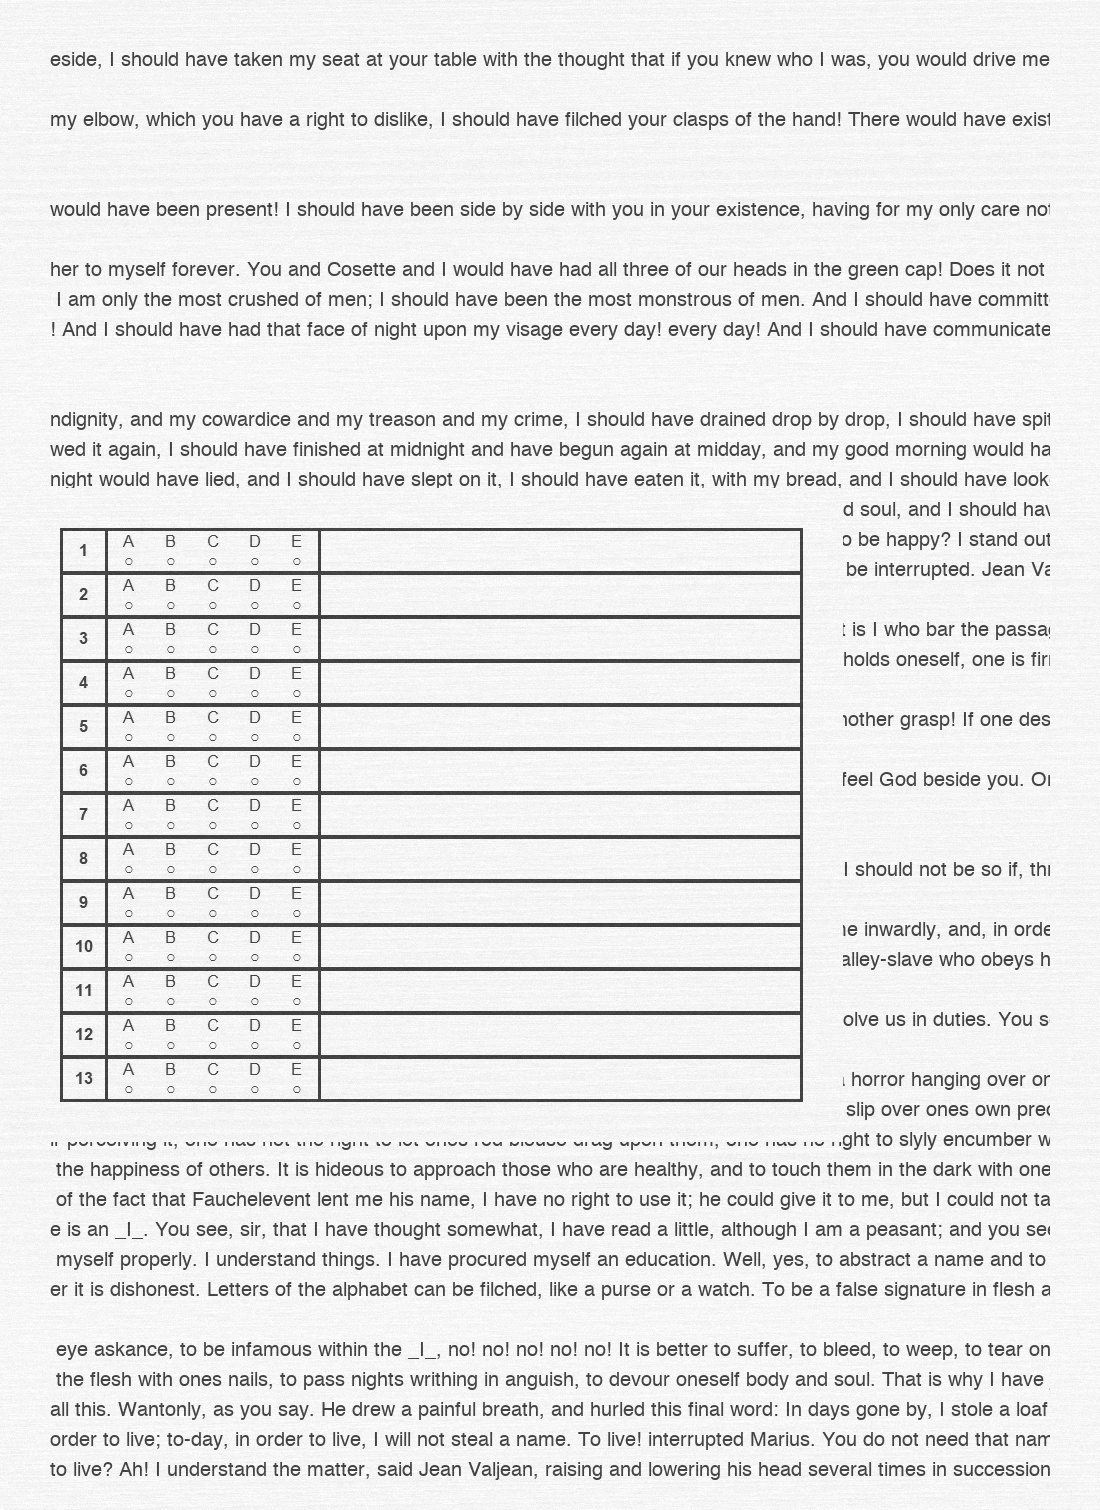 eside, I should have taken my seat at your table with the thought that if you knew who I was, you would drive me
my elbow, which you have a right to dislike, I should have filched your clasps of the hand! There would have exist
would have been present! I should have been side by side with you in your existence, having for my only care not
her to myself forever. You and Cosette and I would have had all three of our heads in the green cap! Does it not
I am only the most crushed of men; I should have been the most monstrous of men. And I should have committ
! And I should have had that face of night upon my visage every day! every day! And I should have communicate
ndignity, and my cowardice and my treason and my crime, I should have drained drop by drop, I should have spit
wed it again, I should have finished at midnight and have begun again at midday, and my good morning would ha
night would have lied, and I should have slept on it, I should have eaten it, with my bread, and I should have look
d soul, and I should hav
o be happy? I stand out
be interrupted. Jean Va
t is I who bar the passag
holds oneself, one is fir
nother grasp! If one des
feel God beside you. On
I should not be so if, thr
ne inwardly, and, in orde
alley-slave who obeys h
olve us in duties. You s
horror hanging over on
slip over ones own prec
1 A B C D E
2 A B C D E
3 A B C D E
4 A B C D E
5 A B C D E
6 A B C D E
7 A B C D E
8 A B C D E
9 A B C D E
10 A B C D E
11 A B C D E
12 A B C D E
13 A B C D E
perceiving it, one has not the right to let ones red blouse drag upon them, one has no right to slyly encumber w
the happiness of others. It is hideous to approach those who are healthy, and to touch them in the dark with one
of the fact that Fauchelevent lent me his name, I have no right to use it; he could give it to me, but I could not ta
e is an _I_. You see, sir, that I have thought somewhat, I have read a little, although I am a peasant; and you see
myself properly. I understand things. I have procured myself an education. Well, yes, to abstract a name and to
er it is dishonest. Letters of the alphabet can be filched, like a purse or a watch. To be a false signature in flesh a
eye askance, to be infamous within the _I_, no! no! no! no! no! It is better to suffer, to bleed, to weep, to tear on
the flesh with ones nails, to pass nights writhing in anguish, to devour oneself body and soul. That is why I have
all this. Wantonly, as you say. He drew a painful breath, and hurled this final word: In days gone by, I stole a loaf
order to live; to-day, in order to live, I will not steal a name. To live! interrupted Marius. You do not need that nam
to live? Ah! I understand the matter, said Jean Valjean, raising and lowering his head several times in succession